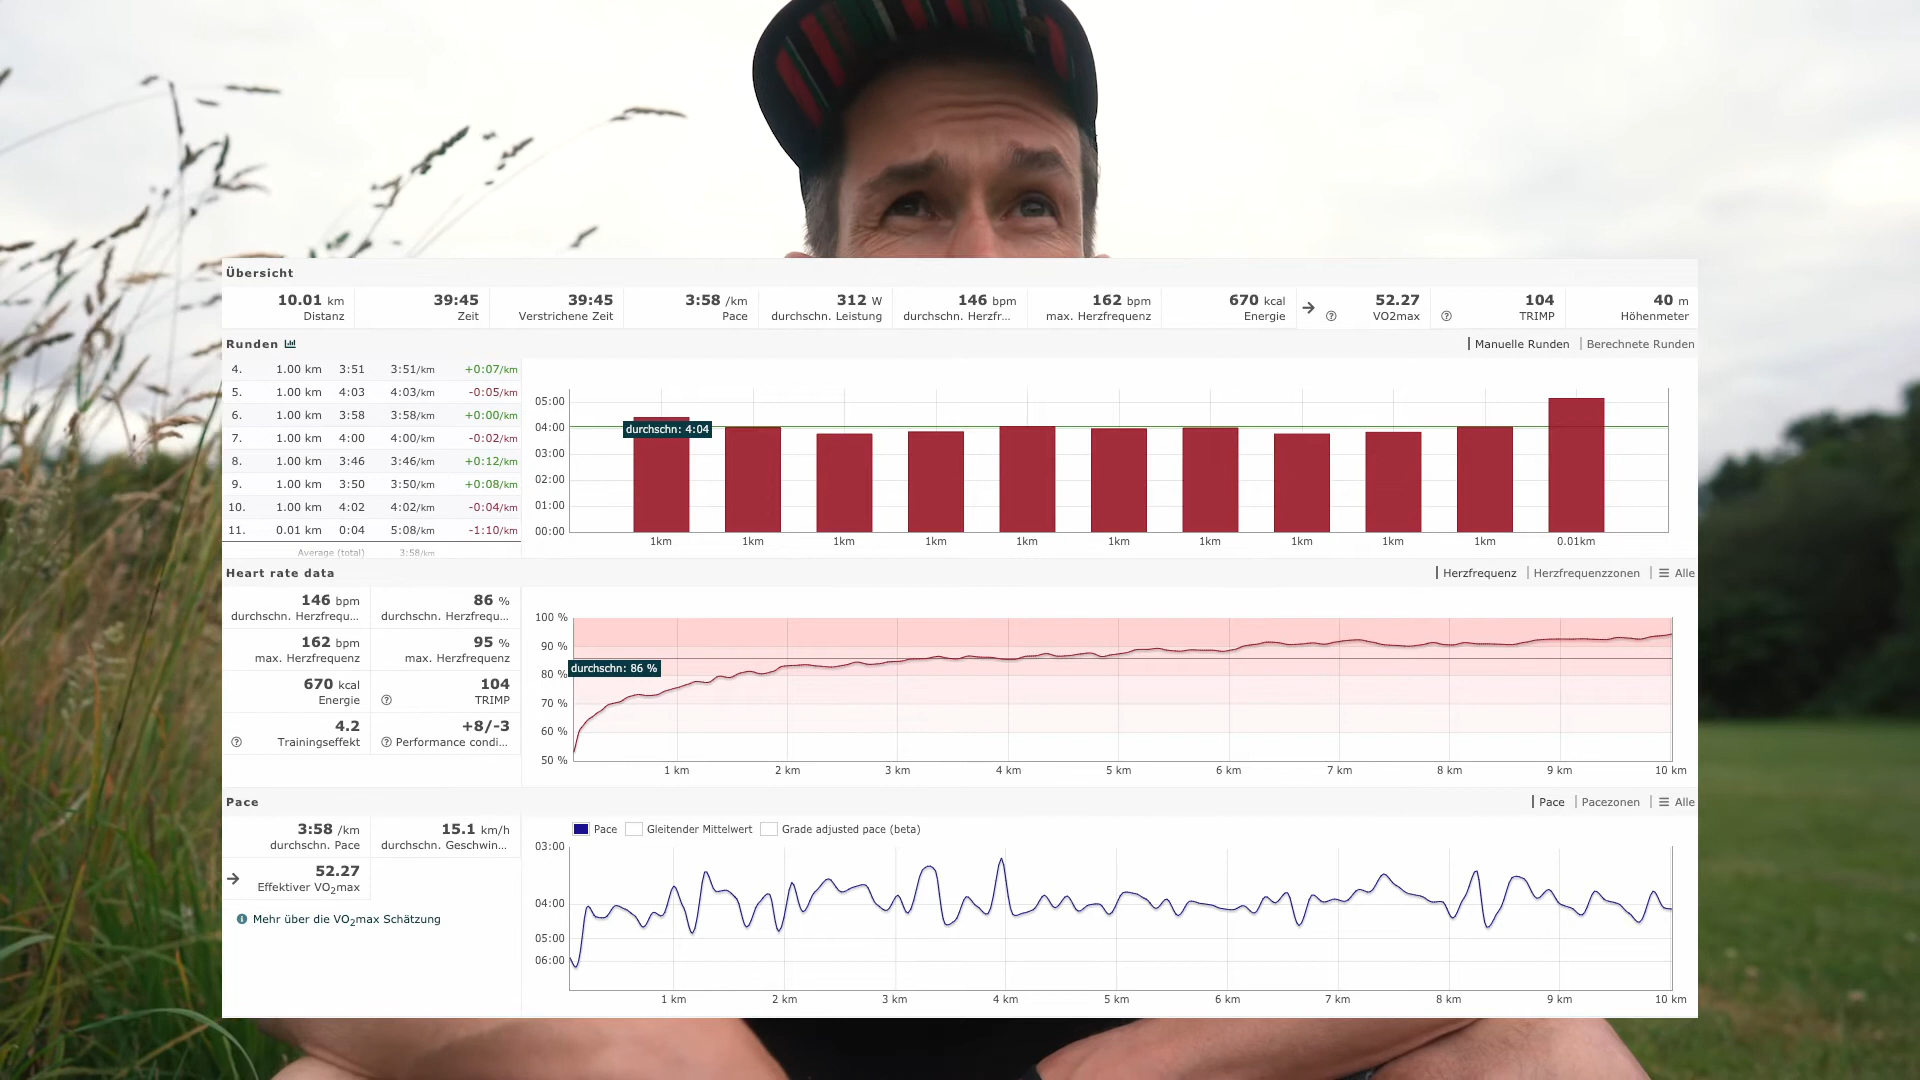 Übersicht
10.01 km 39:45 39:45 3:58 /km 312 W 146 bpm 162 bpm 670 kcal 52.27 104 40 m
Distanz Zeit Verstrichene Zeit Pace durchschn. Leistung durchschn. Herzfr... max. Herzfrequenz Energie VO2max TRIMP Höhenmeter
Runden Manuelle Runden Berechnete Runden
4. 1.00 km 3:51 3:51/km +0:07/km
5. 1.00 km 4:03 4:03/km -0:05/km
6. 1.00 km 3:58 3:58/km +0:00/km
7. 1.00 km 4:00 4:00/km -0:02/km
8. 1.00 km 3:46 3:46/km +0:12/km
9. 1.00 km 3:50 3:50/km +0:08/km
10. 1.00 km 4:02 4:02/km -0:04/km
11. 0.01 km 0:04 5:08/km -1:10/km
Average (total) 3:58/km
05:00
04:00
03:00
02:00
01:00
00:00
durchschn: 4:04
1km 1km 1km 1km 1km 1km 1km 1km 1km 1km 0.01km
Heart rate data Herzfrequenz Herzfrequenzzonen Alle
146 bpm 86 %
durchschn. Herzfrequ... durchschn. Herzfrequ...
162 bpm 95 %
max. Herzfrequenz max. Herzfrequenz
670 kcal 104
Energie TRIMP
4.2 +8/-3
Trainingseffekt Performance condi...
100 %
90 %
80 %
70 %
60 %
50 %
durchschn: 86 %
1 km 2 km 3 km 4 km 5 km 6 km 7 km 8 km 9 km 10 km
Pace Pace Pacezonen Alle
3:58 /km 15.1 km/h
durchschn. Pace durchschn. Geschwin...
52.27
Effektiver VO2max
Mehr über die VO2max Schätzung
Pace Gleitender Mittelwert Grade adjusted pace (beta)
03:00
04:00
05:00
06:00
1 km 2 km 3 km 4 km 5 km 6 km 7 km 8 km 9 km 10 km